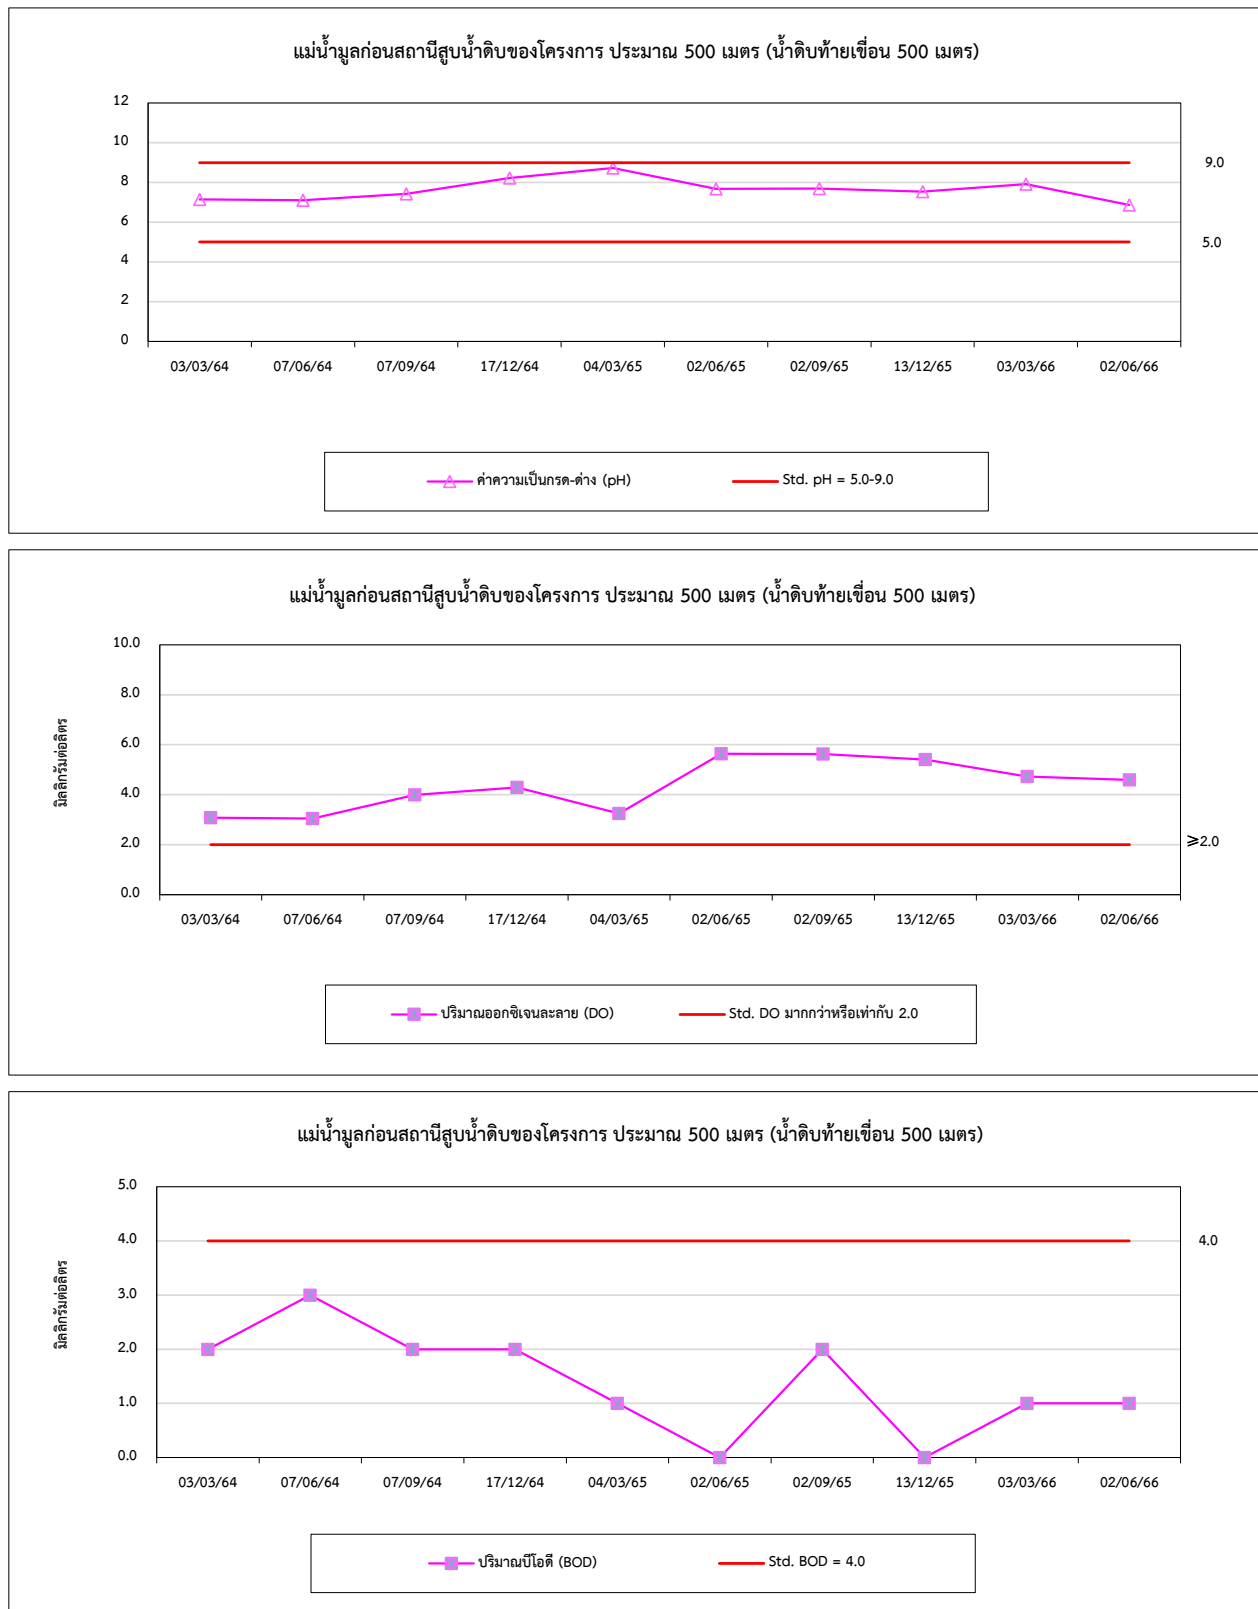 แม่น้ำมูลก่อนสถานีสูบน้ำดิบของโครงการ ประมาณ 500 เมตร (น้ำดิบท้ายเขื่อน 500 เมตร)
12
10
8
6
4
2
0
9.0
5.0
03/03/64 07/06/64 07/09/64 17/12/64 04/03/65 02/06/65 02/09/65 13/12/65 03/03/66 02/06/66
ค่าความเป็นกรด-ด่าง (pH) Std. pH = 5.0-9.0
แม่น้ำมูลก่อนสถานีสูบน้ำดิบของโครงการ ประมาณ 500 เมตร (น้ำดิบท้ายเขื่อน 500 เมตร)
มิลลิกรัมต่อลิตร
10.0
8.0
6.0
4.0
2.0
0.0
⩾2.0
03/03/64 07/06/64 07/09/64 17/12/64 04/03/65 02/06/65 02/09/65 13/12/65 03/03/66 02/06/66
ปริมาณออกซิเจนละลาย (DO) Std. DO มากกว่าหรือเท่ากับ 2.0
แม่น้ำมูลก่อนสถานีสูบน้ำดิบของโครงการ ประมาณ 500 เมตร (น้ำดิบท้ายเขื่อน 500 เมตร)
มิลลิกรัมต่อลิตร
5.0
4.0
3.0
2.0
1.0
0.0
4.0
03/03/64 07/06/64 07/09/64 17/12/64 04/03/65 02/06/65 02/09/65 13/12/65 03/03/66 02/06/66
ปริมาณบีโอดี (BOD) Std. BOD = 4.0